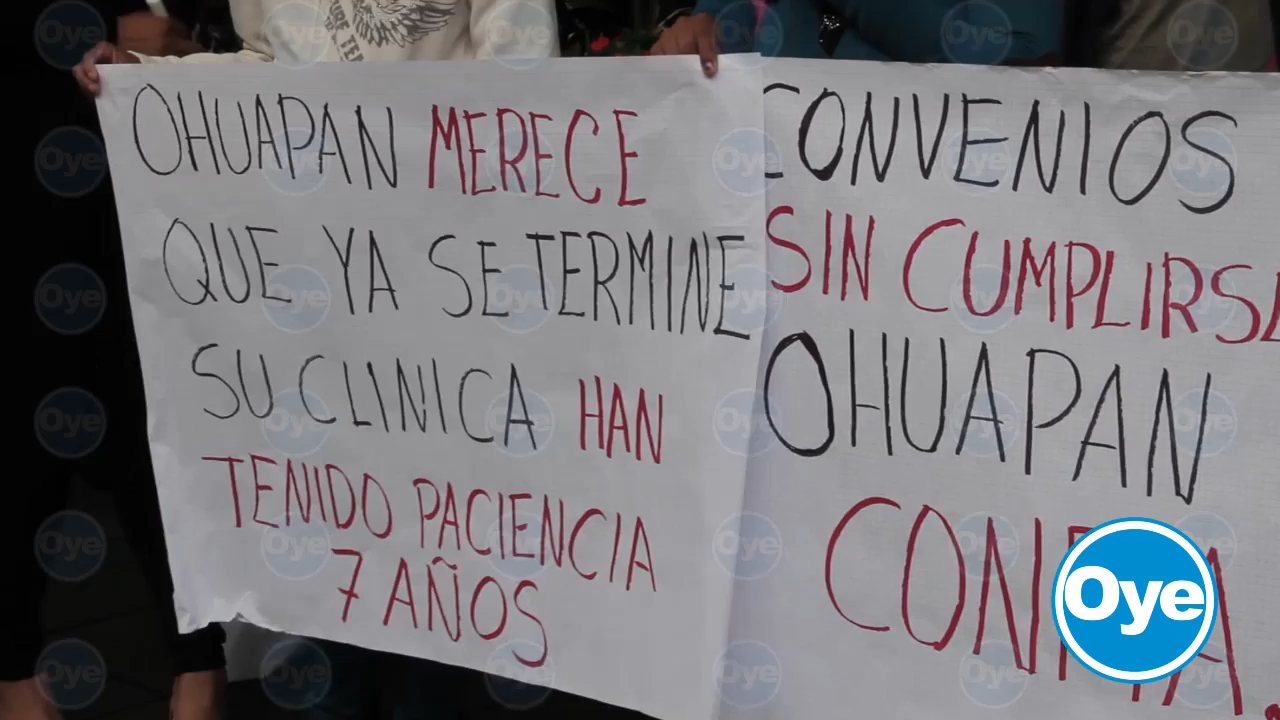 OHUAPAN MERECE
QUE YA SE TERMINE
SU CLINICA HAN
TENIDO PACIENCIA
7 AÑOS
CONVENIOS
SIN CUMPLIRSE
OHUAPAN
Oye